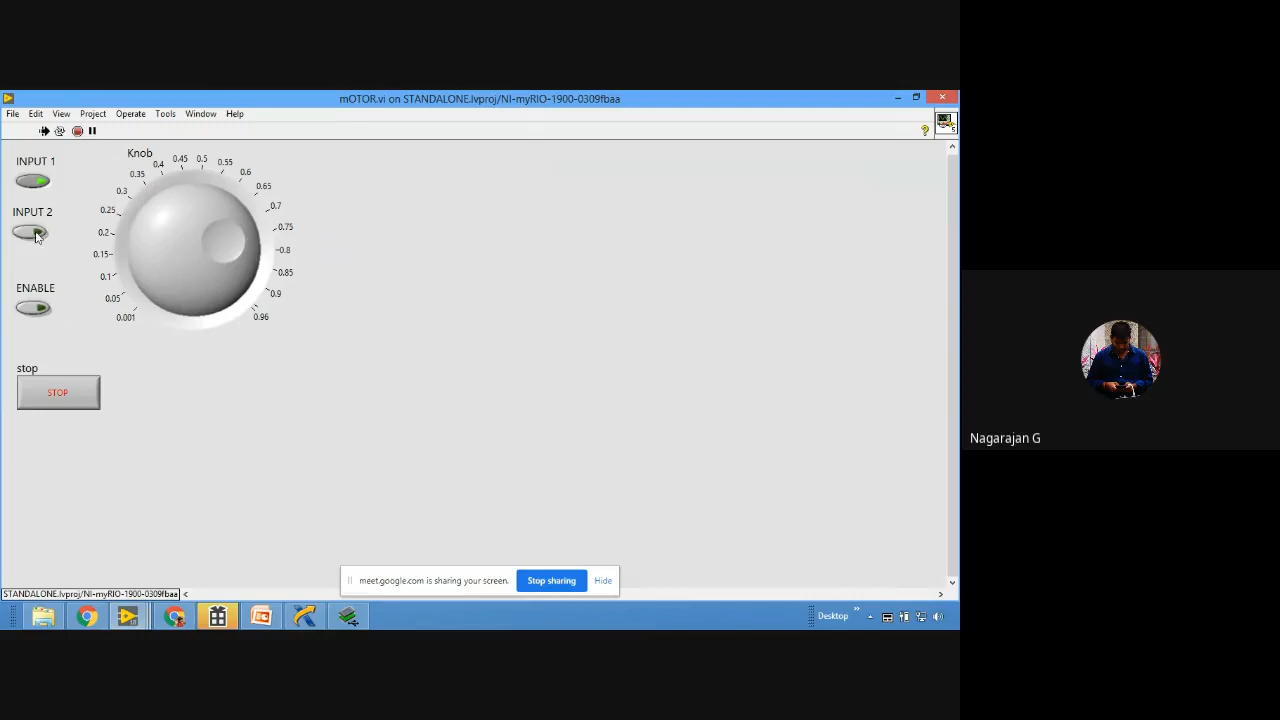 mOTOR.vi on STANDALONE.lvproj/NI-myRIO-1900-0309fbaa
File Edit View Project Operate Tools Window Help
INPUT 1
INPUT 2
ENABLE
stop
STOP
Knob
0.001
0.05
0.1
0.15
0.2
0.25
0.3
0.35
0.4
0.45
0.5
0.55
0.6
0.65
0.7
0.75
0.8
0.85
0.9
0.96
meet.google.com is sharing your screen. Stop sharing Hide
STANDALONE.lvproj/NI-myRIO-1900-0309fbaa
Desktop
Nagarajan G